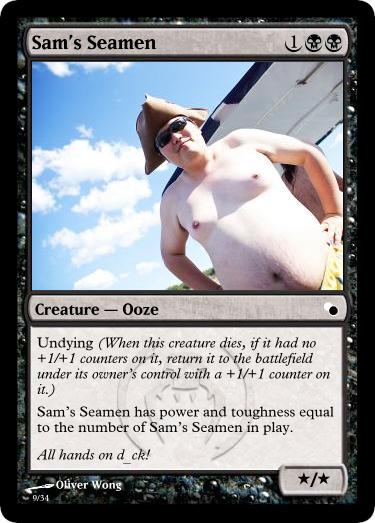 Sam's Seamen 1
Creature — Ooze
Undying (When this creature dies, if it had no
+1/+1 counters on it, return it to the battlefield
under its owner's control with a +1/+1 counter on
it.)
Sam's Seamen has power and toughness equal
to the number of Sam's Seamen in play.
All hands on d_ck!
★/★
Oliver Wong
9/34